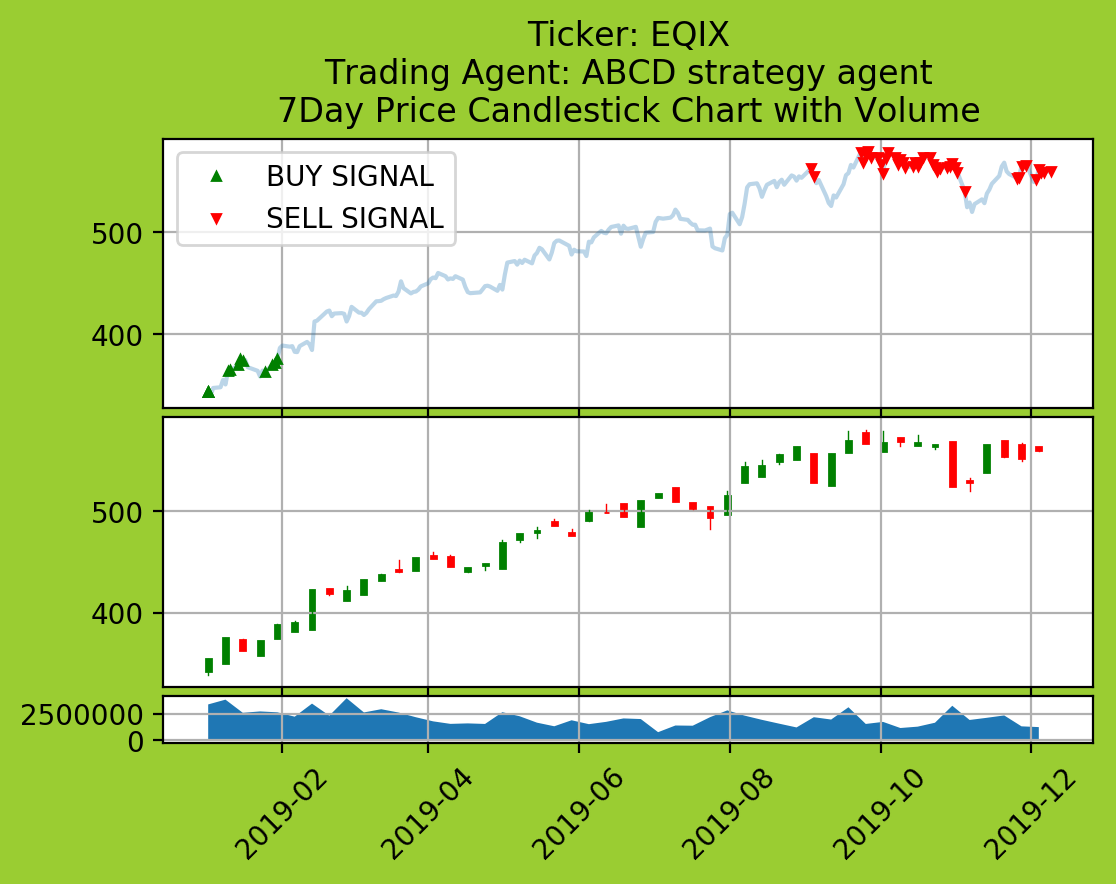 Ticker: EQIX
Trading Agent: ABCD strategy agent
7Day Price Candlestick Chart with Volume
BUY SIGNAL
SELL SIGNAL
500
400
500
400
2500000
0
2019-02
2019-04
2019-06
2019-08
2019-10
2019-12